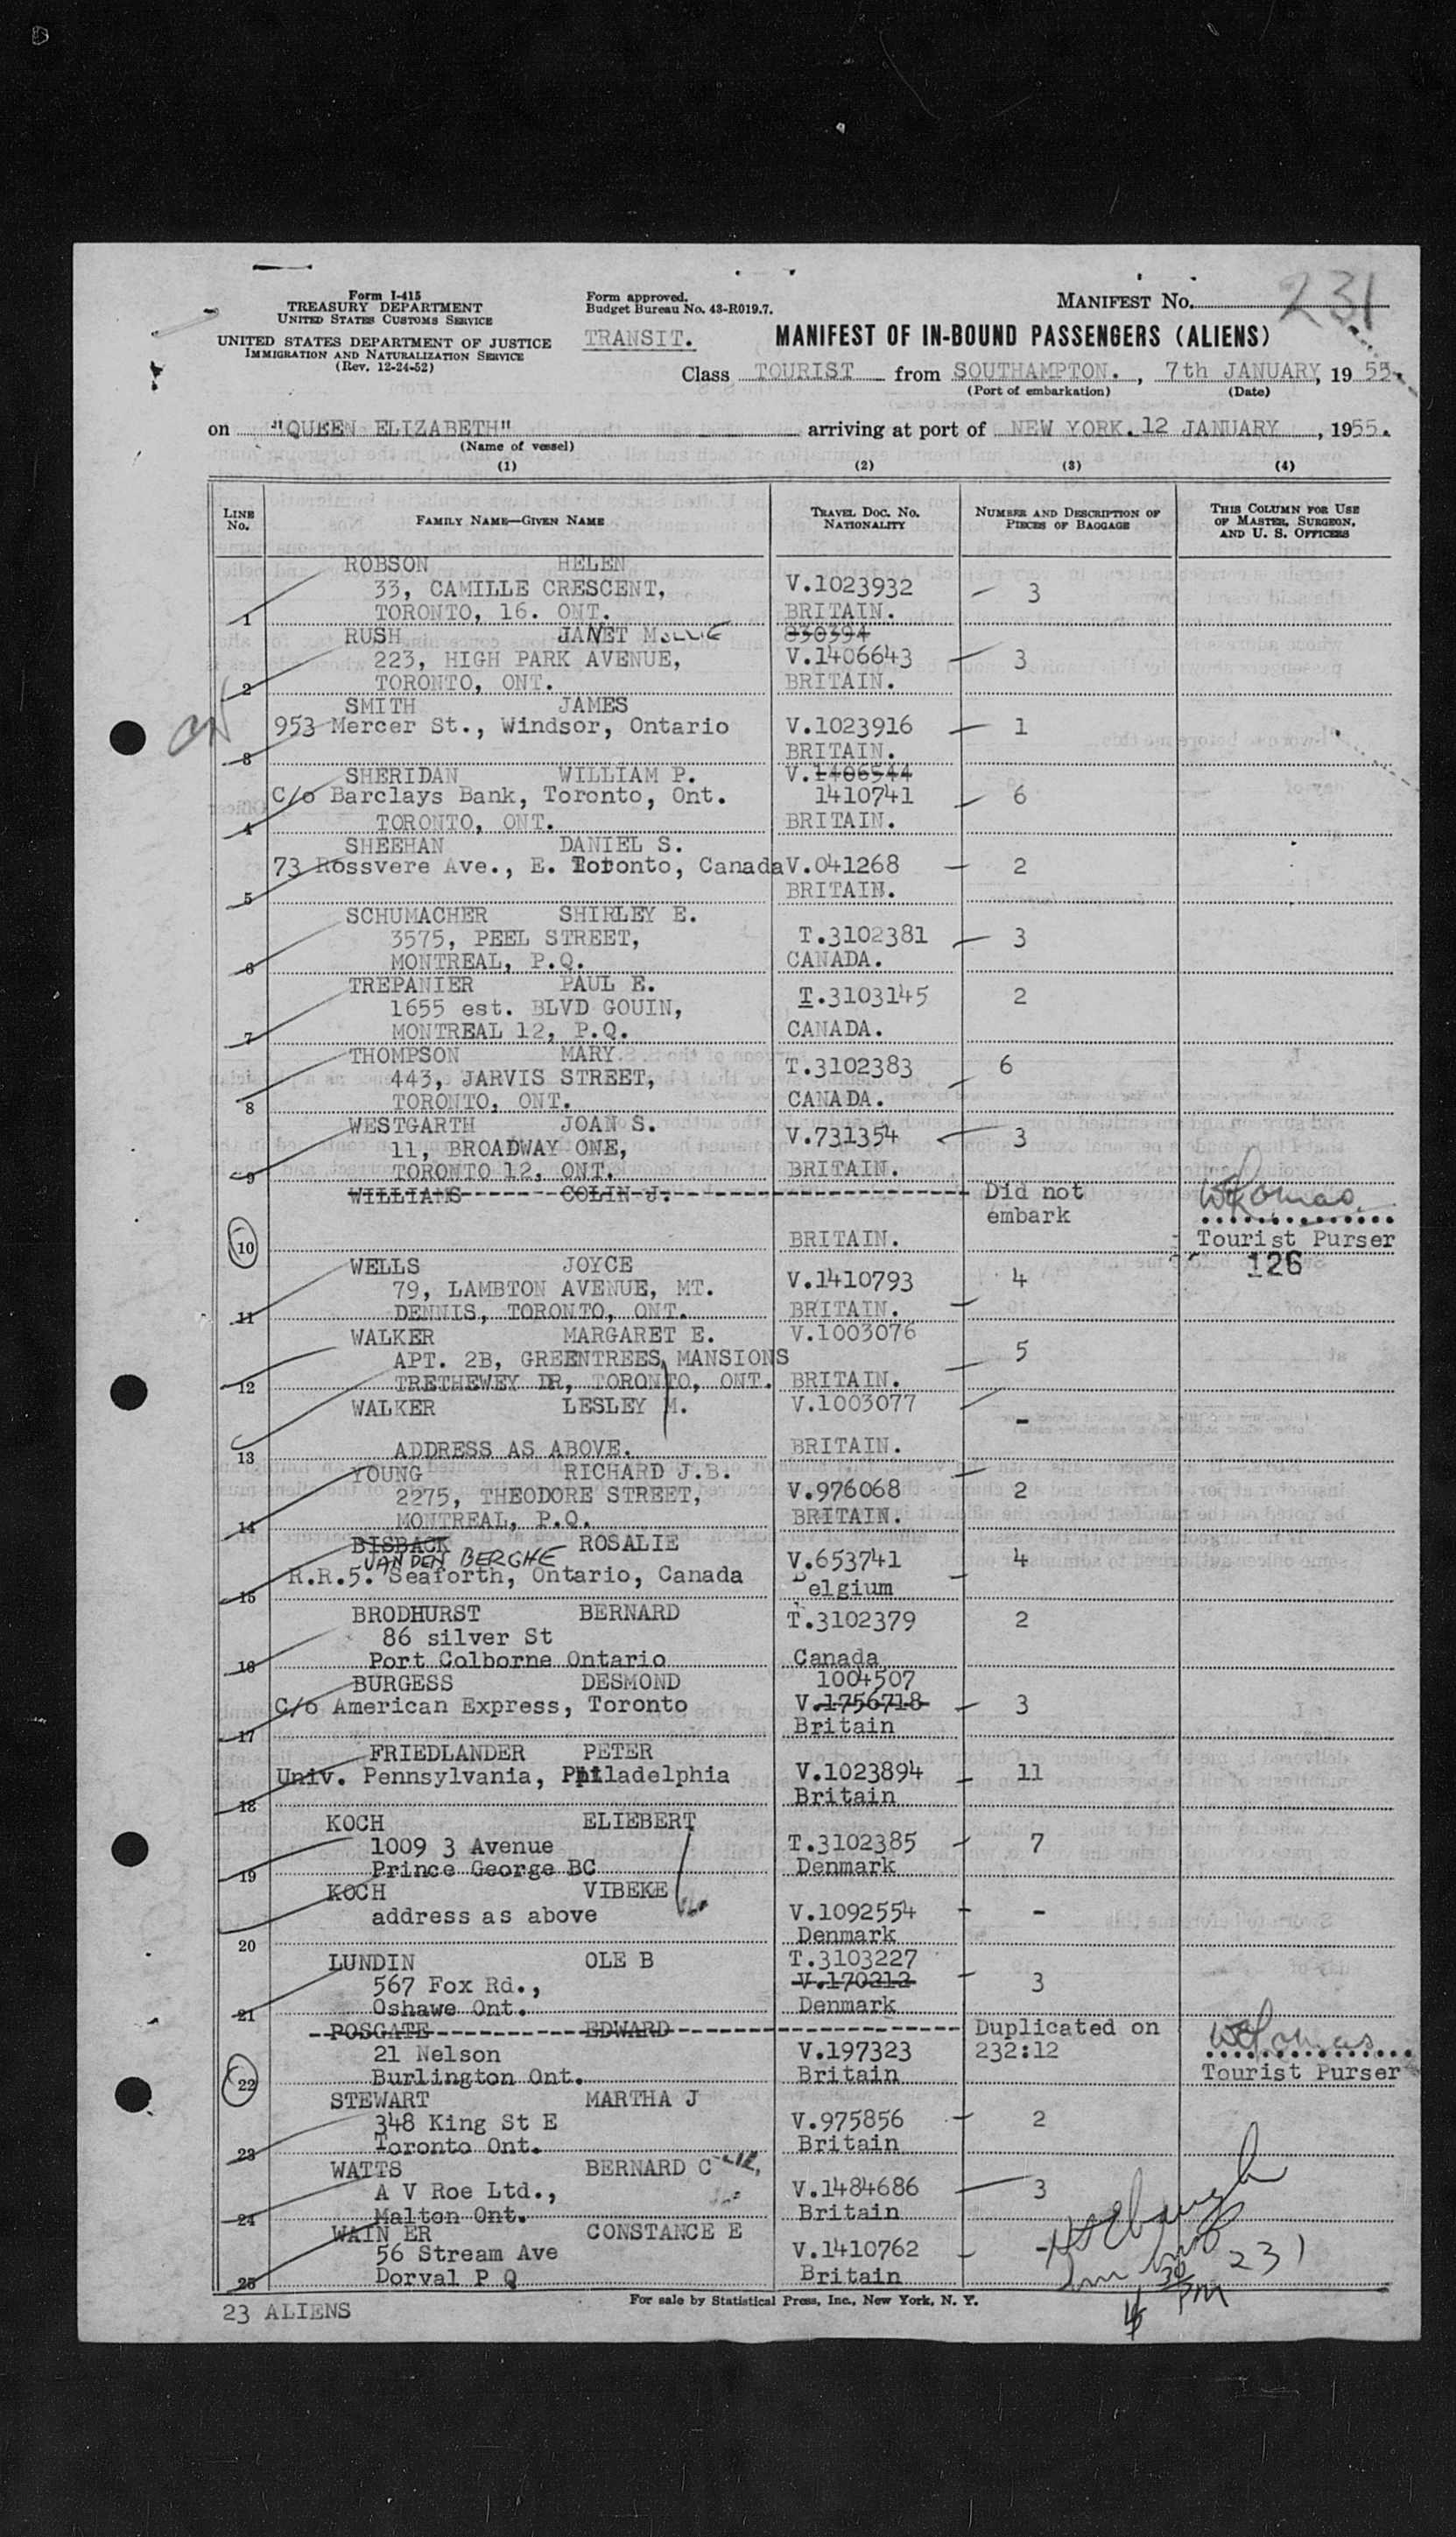 231
Form I-415
TREASURY DEPARTMENT
UNITED STATES CUSTOMS SERVICE
UNITED STATES DEPARTMENT OF JUSTICE
IMMIGRATION AND NATURALIZATION SERVICE
(Rev. 12-24-52)
Form approved.
Budget Bureau No. 43-R019.7.
TRANSIT.
MANIFEST NO.
MANIFEST OF IN-BOUND PASSENGERS (ALIENS)
Class TOURIST from SOUTHAMPTON. , 7th JANUARY, 1955.
(Port of embarkation) (Date)
on "QUEEN ELIZABETH" arriving at port of NEW YORK. 12 JANUARY , 1955.
(Name of vessel)
(1) (2) (3) (4)
LINE NO.
FAMILY NAME—GIVEN NAME
TRAVEL DOC. NO. NATIONALITY
NUMBER AND DESCRIPTION OF PIECES OF BAGGAGE
THIS COLUMN FOR USE OF MASTER, SURGEON, AND U. S. OFFICERS
ROBSON HELEN
33, CAMILLE CRESCENT, V.1023932 3
1 TORONTO, 16. ONT. BRITAIN.
RUSH JANET MOLLIE 830394
223, HIGH PARK AVENUE, V.1406643 3
2 TORONTO, ONT. BRITAIN.
SMITH JAMES
953 Mercer St., Windsor, Ontario V.1023916 1
3 BRITAIN.
SHERIDAN WILLIAM P. V.1406544
C/o Barclays Bank, Toronto, Ont. 1410741 6
4 TORONTO, ONT. BRITAIN.
SHEEHAN DANIEL S.
73 Rossvere Ave., E. Toronto, Canada V.041268 2
5 BRITAIN.
SCHUMACHER SHIRLEY E.
3575, PEEL STREET, T.3102381 3
6 MONTREAL, P.Q. CANADA.
TREPANIER PAUL E.
1655 est. BLVD GOUIN, T.3103145 2
7 MONTREAL 12, P.Q. CANADA.
THOMPSON MARY.
443, JARVIS STREET, T.3102383 6
8 TORONTO, ONT. CANADA.
WESTGARTH JOAN S.
11, BROADWAY ONE, V.731354 3
9 TORONTO 12, ONT. BRITAIN.
WILLIAMS COLIN J. Did not
embark
10 BRITAIN. Tourist Purser
126
WELLS JOYCE
79, LAMBTON AVENUE, MT. V.1410793 4
11 DENNIS, TORONTO, ONT. BRITAIN.
WALKER MARGARET E. V.1003076
APT. 2B, GREENTREES MANSIONS 5
12 TRETHEWEY DR, TORONTO, ONT. BRITAIN.
WALKER LESLEY M. V.1003077 -
13 ADDRESS AS ABOVE. BRITAIN.
YOUNG RICHARD J.B.
2275, THEODORE STREET, V.976068 2
14 MONTREAL, P.Q. BRITAIN.
BISBACK ROSALIE
VAN DEN BERGHE V.653741 4
R.R.5. Seaforth, Ontario, Canada
15 Belgium
BRODHURST BERNARD T.3102379 2
86 silver St
16 Port Colborne Ontario Canada
BURGESS DESMOND 1004507
C/o American Express, Toronto V.1756718 3
17 Britain
FRIEDLANDER PETER
Univ. Pennsylvania, Philadelphia V.1023894 11
18 Britain
KOCH ELIEBERT
1009 3 Avenue T.3102385 7
19 Prince George BC Denmark
KOCH VIBEKE
address as above V.1092554 -
20 Denmark
LUNDIN OLE B T.3103227
567 Fox Rd., V.170212 3
21 Oshawe Ont. Denmark
POSGATE EDWARD Duplicated on
21 Nelson V.197323 232:12
22 Burlington Ont. Britain Tourist Purser
STEWART MARTHA J
348 King St E V.975856 2
23 Toronto Ont. Britain
WATTS BERNARD C
A V Roe Ltd., V.1484686 3
24 Malton Ont. Britain
WAIN ER CONSTANCE E
56 Stream Ave V.1410762 -
25 Dorval P Q Britain
231
4 30 PM
23 ALIENS
For sale by Statistical Press, Inc., New York, N. Y.